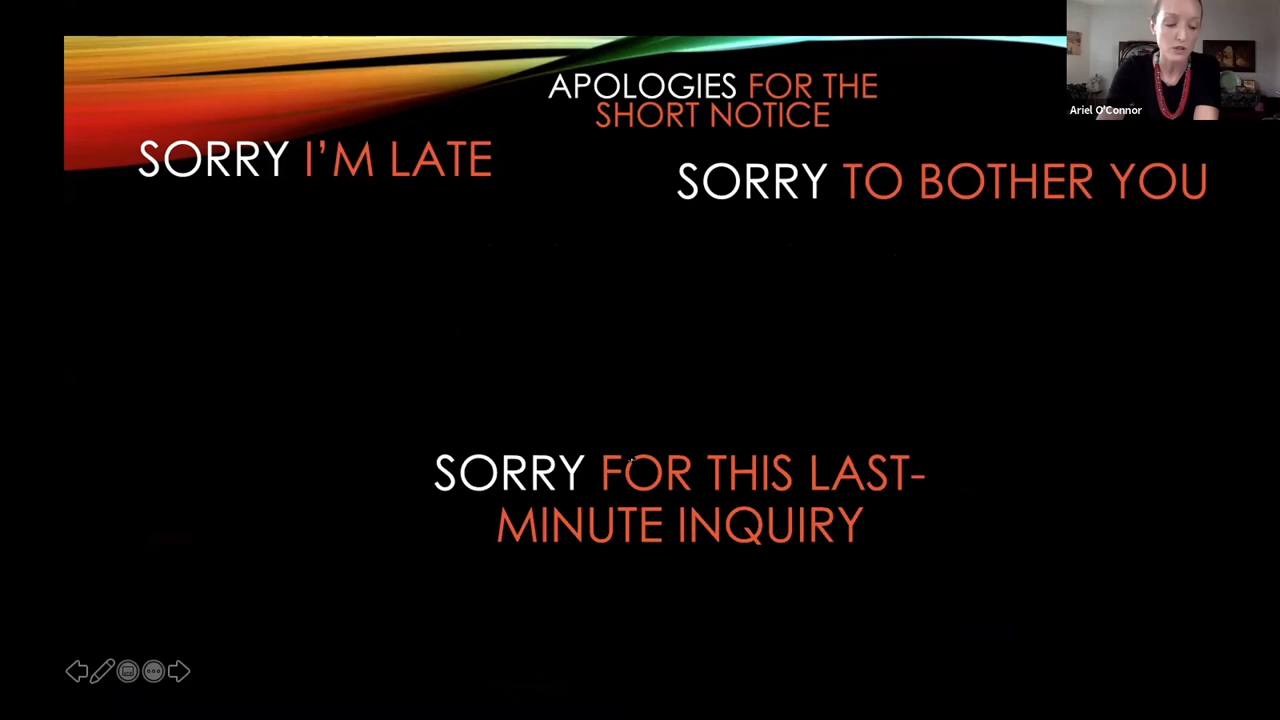 APOLOGIES FOR THE
SHORT NOTICE
Ariel O'Connor
SORRY I'M LATE
SORRY TO BOTHER YOU
SORRY FOR THIS LAST-
MINUTE INQUIRY